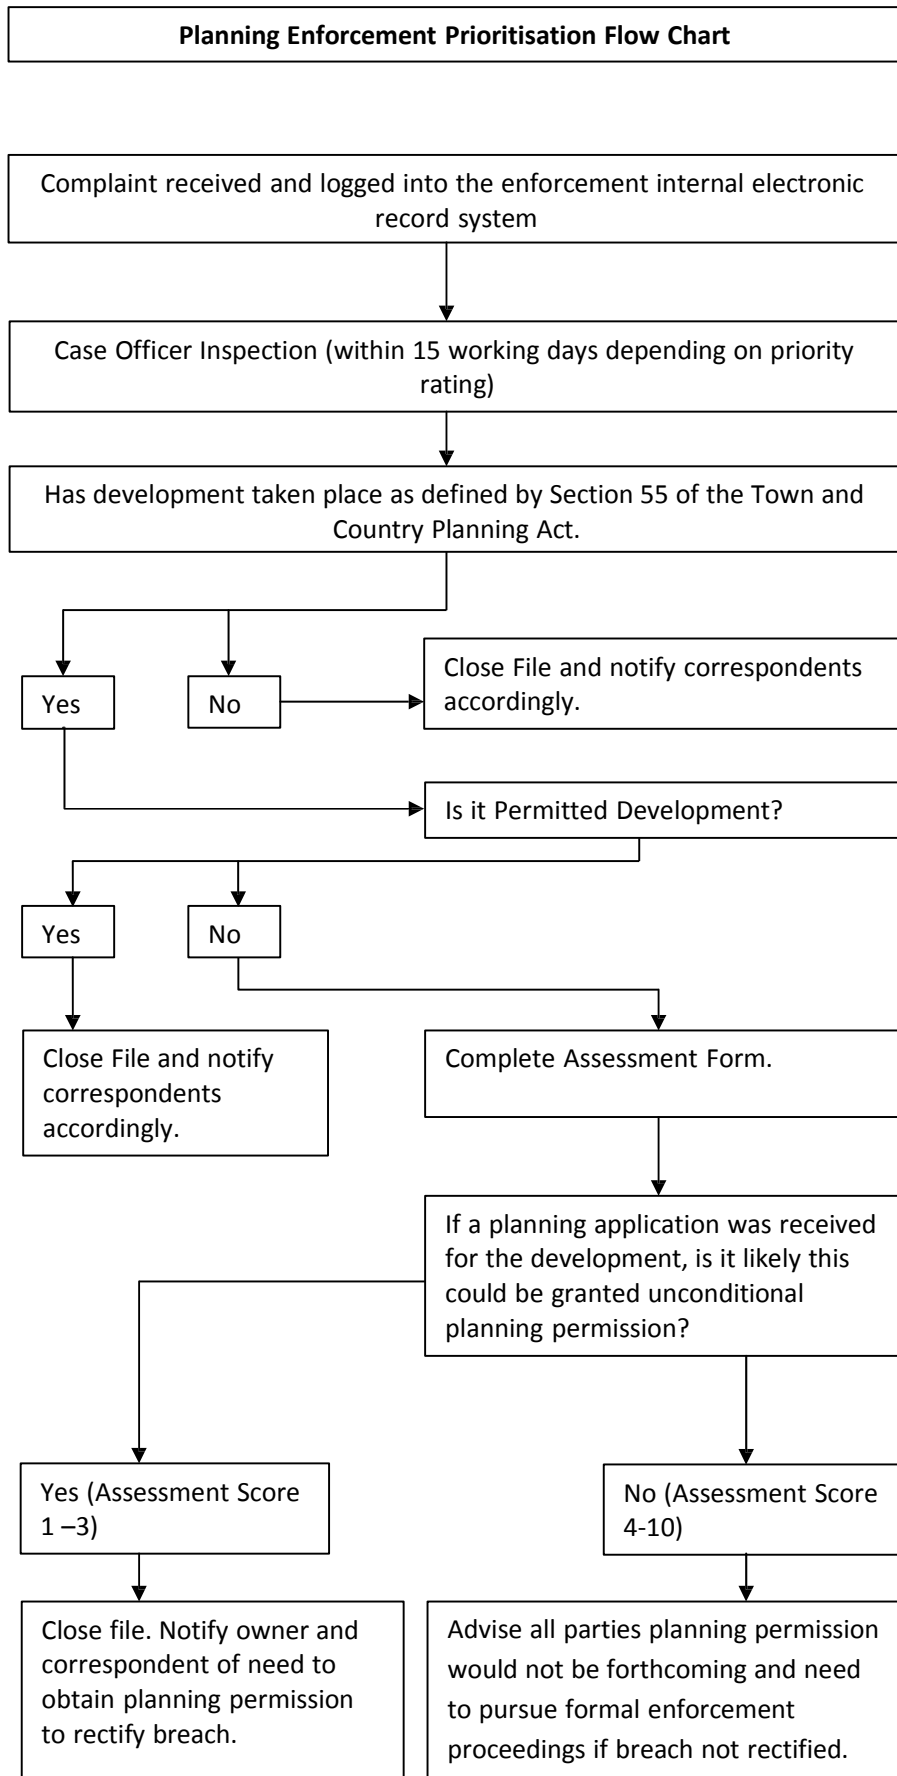 Planning Enforcement Prioritisation Flow Chart
Complaint received and logged into the enforcement internal electronic
record system
Case Officer Inspection (within 15 working days depending on priority
rating)
Has development taken place as defined by Section 55 of the Town and
Country Planning Act.
Yes
No
Close File and notify correspondents
accordingly.
Is it Permitted Development?
Yes
No
Close File and notify
correspondents
accordingly.
Complete Assessment Form.
If a planning application was received
for the development, is it likely this
could be granted unconditional
planning permission?
Yes (Assessment Score
1 –3)
No (Assessment Score
4-10)
Close file. Notify owner and
correspondent of need to
obtain planning permission
to rectify breach.
Advise all parties planning permission
would not be forthcoming and need
to pursue formal enforcement
proceedings if breach not rectified.